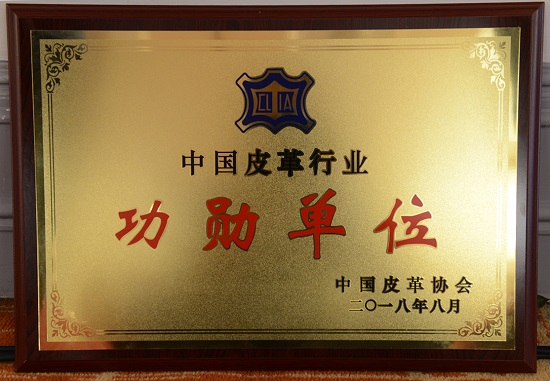 CLIA
中国皮革行业
功勋单位
中国皮革协会
二〇一八年八月